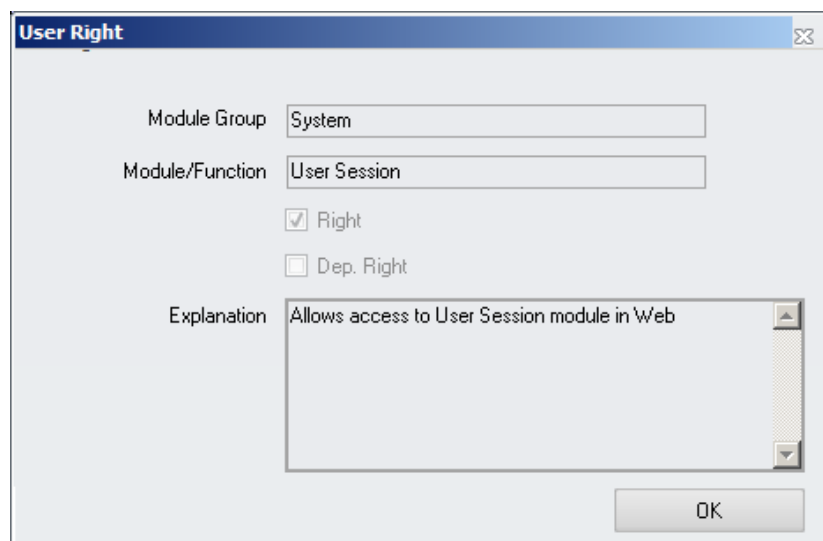 User Right
Module Group System
Module/Function User Session
Right
Dep. Right
Explanation Allows access to User Session module in Web
OK